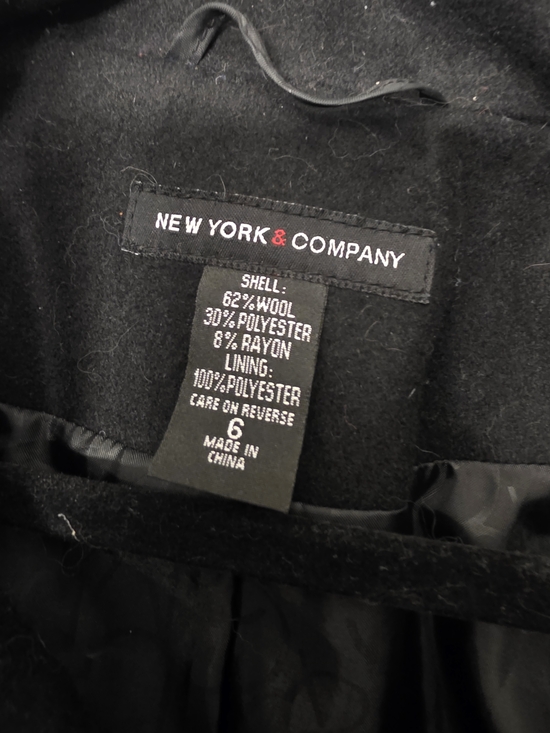 NEW YORK & COMPANY
SHELL:
62% WOOL
30% POLYESTER
8% RAYON
LINING:
100% POLYESTER
CARE ON REVERSE
6
MADE IN
CHINA